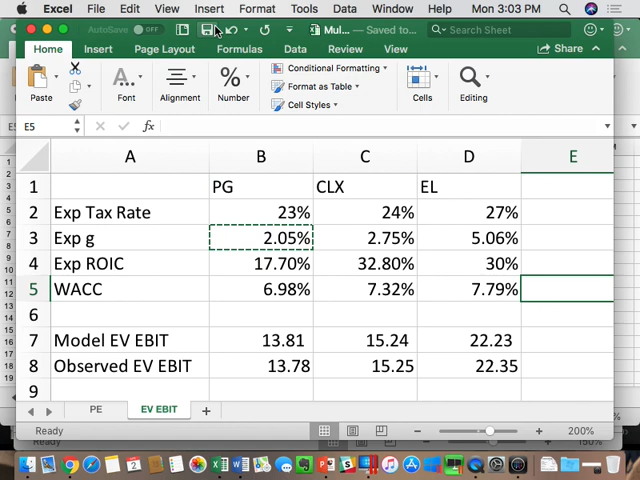 Excel File Edit View Insert Format Tools Data Window Help Mon 3:03 PM
AutoSave OFF Mul... — Saved to... Search Sheet
Home Insert Page Layout Formulas Data Review View Share
Paste Font Alignment % Number Conditional Formatting Format as Table Cell Styles Cells Editing
E5 fx
A B C D E
1 PG CLX EL
2 Exp Tax Rate 23% 24% 27%
3 Exp g 2.05% 2.75% 5.06%
4 Exp ROIC 17.70% 32.80% 30%
5 WACC 6.98% 7.32% 7.79%
6
7 Model EV EBIT 13.81 15.24 22.23
8 Observed EV EBIT 13.78 15.25 22.35
9
PE EV EBIT +
Ready 200%
Ready 150%